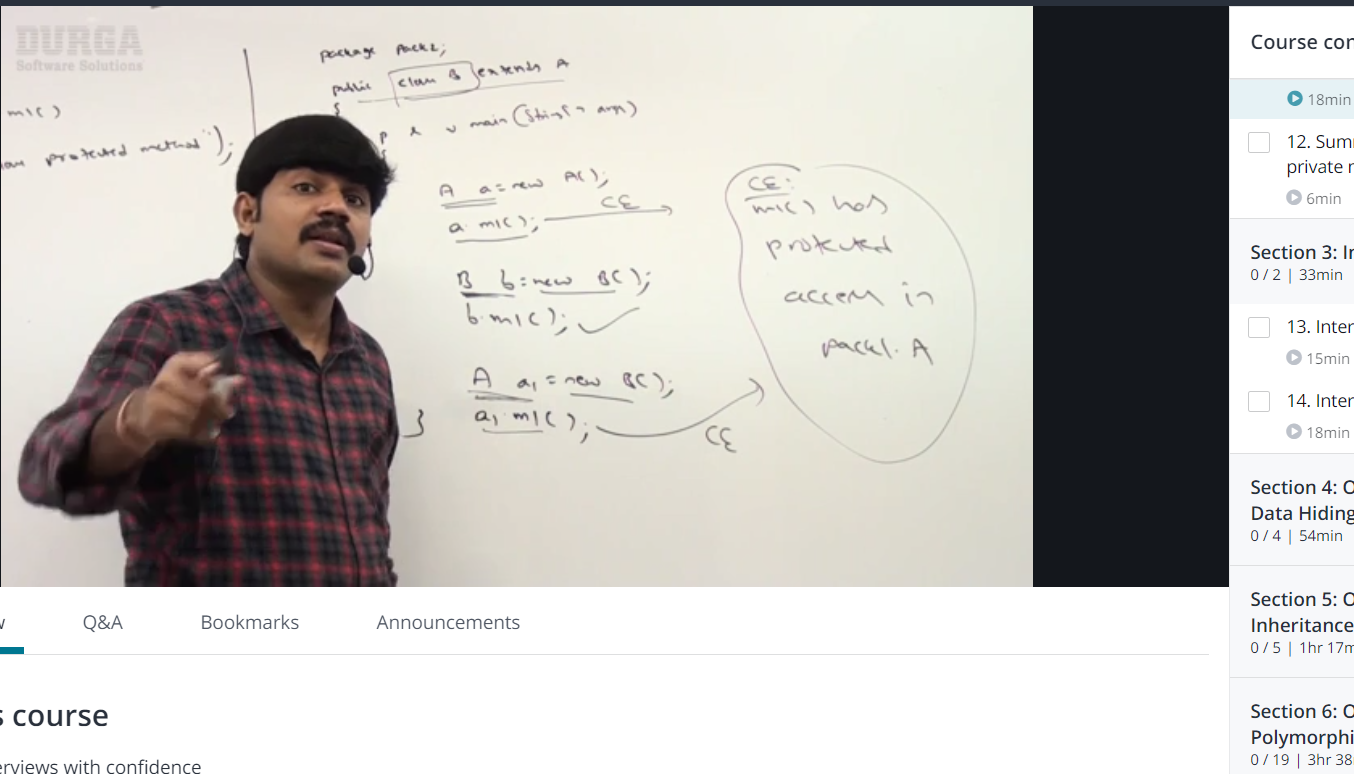 DURGA
Software Solutions
m1( )
protected method");
package pack2;
public class B extends A
{
p s v main(String[] args)
{
A a = new A();
a.m1(); CE
B b = new B();
b.m1();
A a1 = new B();
a1.m1(); CE
}
CE:
m1() has
protected
access in
pack1.A
Course con
18min
12. Sum
private
6min
Section 3: In
0 / 2 | 33min
13. Inter
15min
14. Inter
18min
Section 4: O
Data Hiding
0 / 4 | 54min
Section 5: O
Inheritance
0 / 5 | 1hr 17m
Section 6: O
Polymorphi
0 / 19 | 3hr 38
Q&A
Bookmarks
Announcements
s course
erviews with confidence